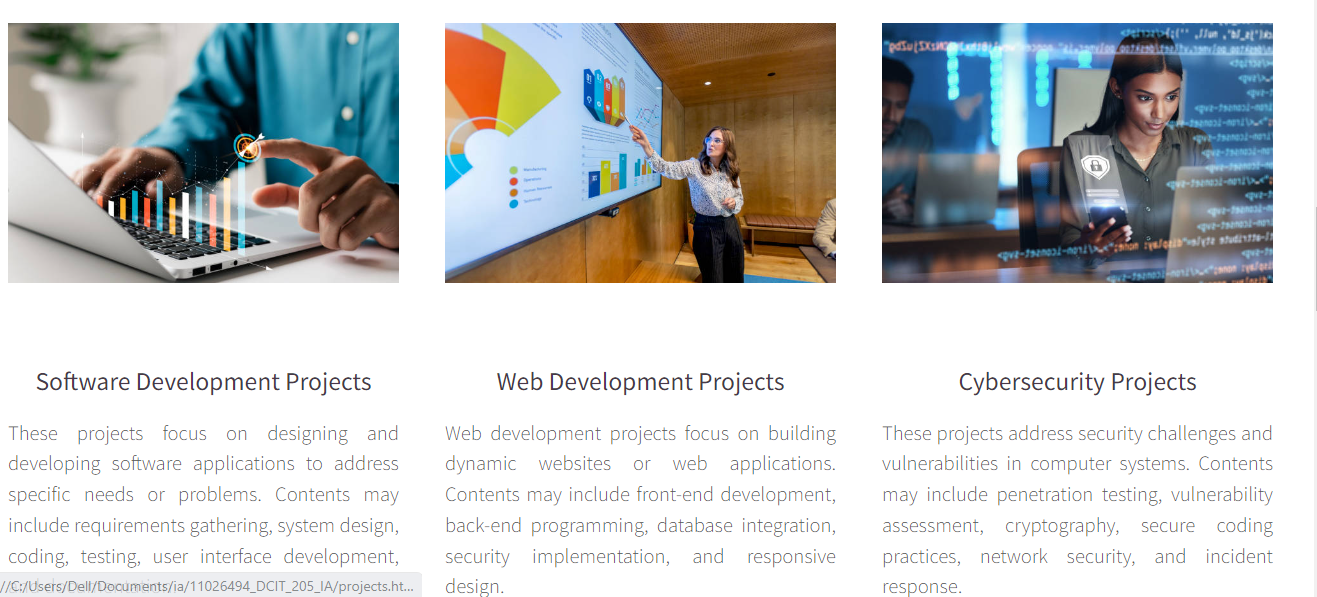 Software Development Projects
These projects focus on designing and
developing software applications to address
specific needs or problems. Contents may
include requirements gathering, system design,
coding, testing, user interface development,
Web Development Projects
Web development projects focus on building
dynamic websites or web applications.
Contents may include front-end development,
back-end programming, database integration,
security implementation, and responsive
design.
Cybersecurity Projects
These projects address security challenges and
vulnerabilities in computer systems. Contents
may include penetration testing, vulnerability
assessment, cryptography, secure coding
practices, network security, and incident
response.
//C:/Users/Dell/Documents/ia/11026494_DCIT_205_IA/projects.ht...